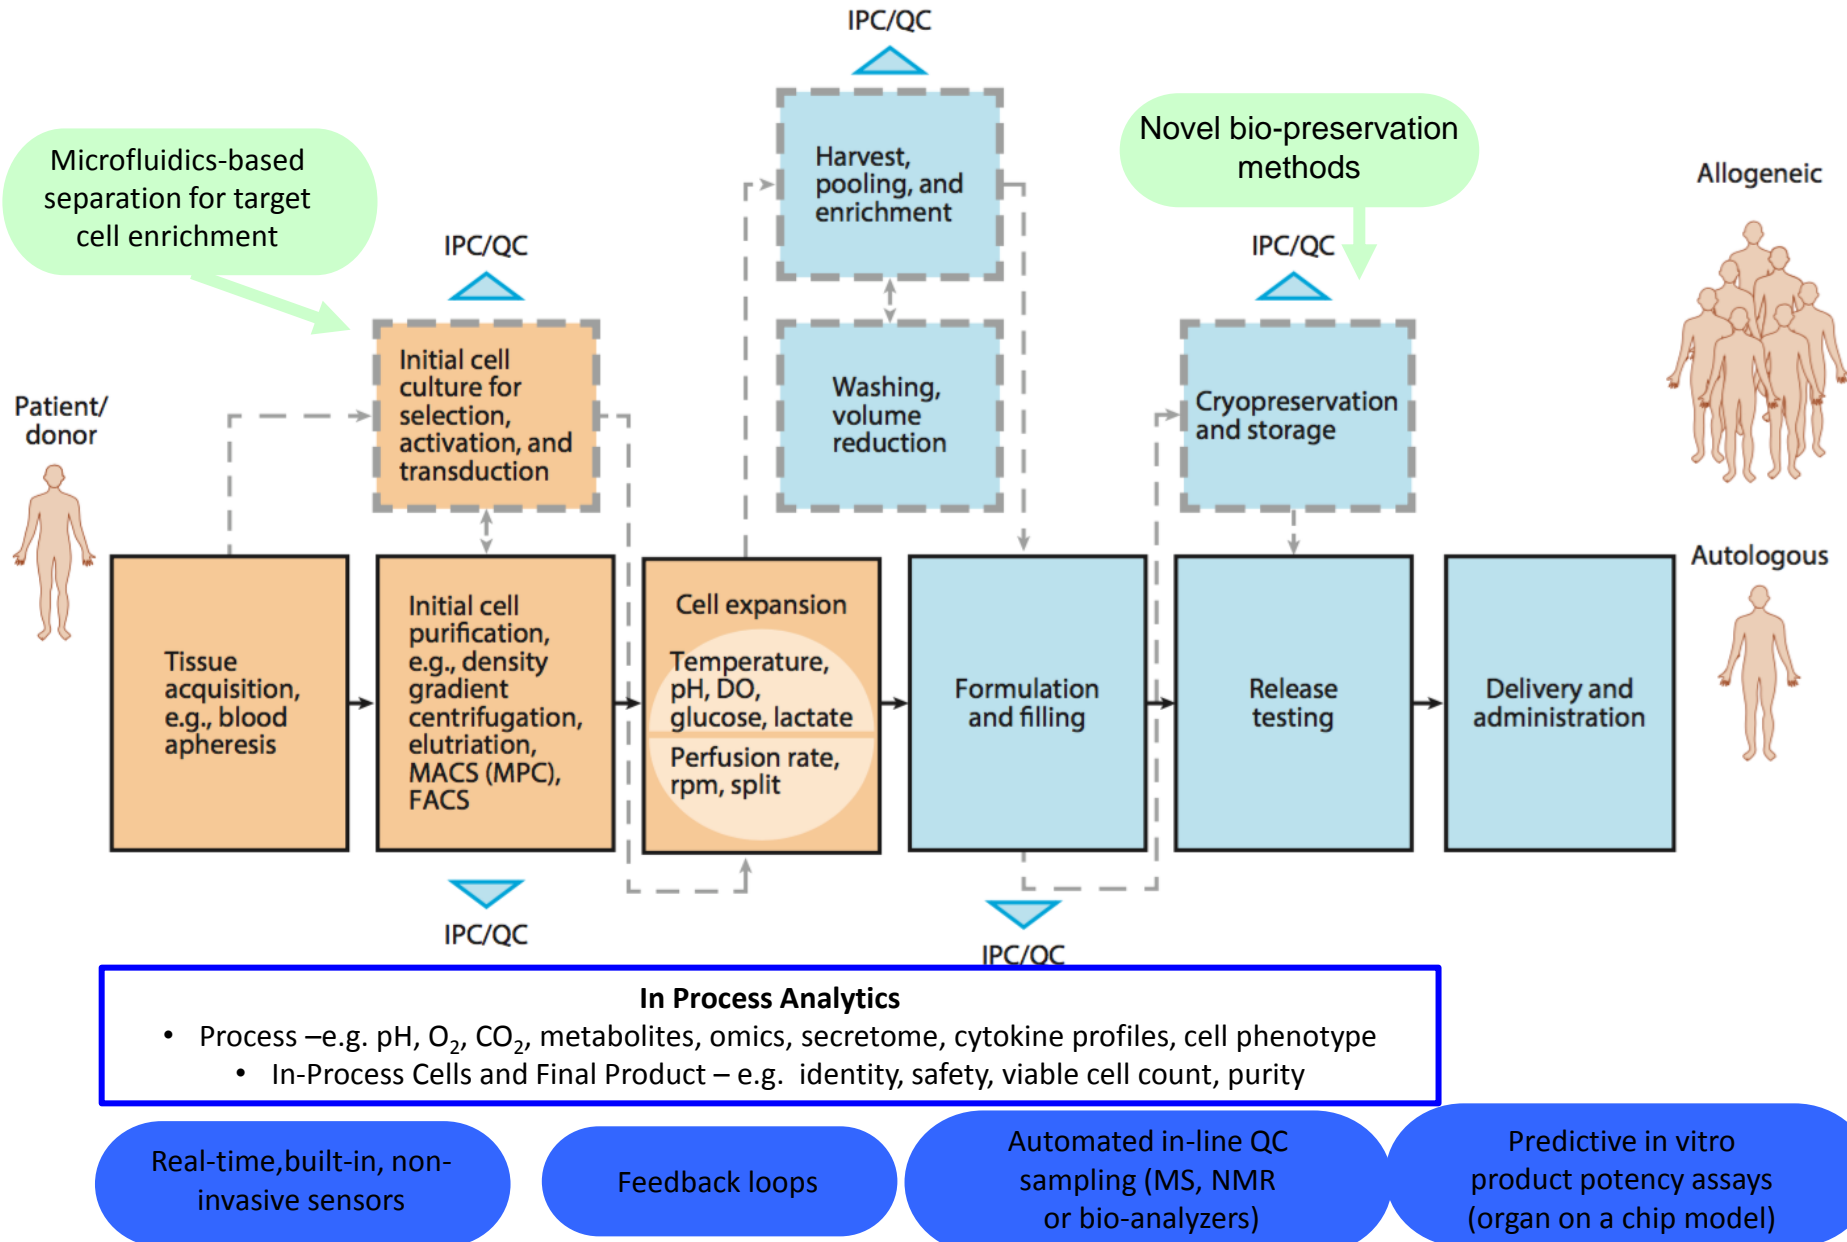 IPC/QC
Microfluidics-based
separation for target
cell enrichment
Harvest,
pooling, and
enrichment
Novel bio-preservation
methods
Allogeneic
IPC/QC
IPC/QC
Patient/
donor
Initial cell
culture for
selection,
activation, and
transduction
Washing,
volume
reduction
Cryopreservation
and storage
Autologous
Tissue
acquisition,
e.g., blood
apheresis
Initial cell
purification,
e.g., density
gradient
centrifugation,
elutriation,
MACS (MPC),
FACS
Cell expansion
Temperature,
pH, DO,
glucose, lactate
Perfusion rate,
rpm, split
Formulation
and filling
Release
testing
Delivery and
administration
IPC/QC
IPC/QC
In Process Analytics
• Process –e.g. pH, O₂, CO₂, metabolites, omics, secretome, cytokine profiles, cell phenotype
• In-Process Cells and Final Product – e.g. identity, safety, viable cell count, purity
Real-time,built-in, non-
invasive sensors
Feedback loops
Automated in-line QC
sampling (MS, NMR
or bio-analyzers)
Predictive in vitro
product potency assays
(organ on a chip model)